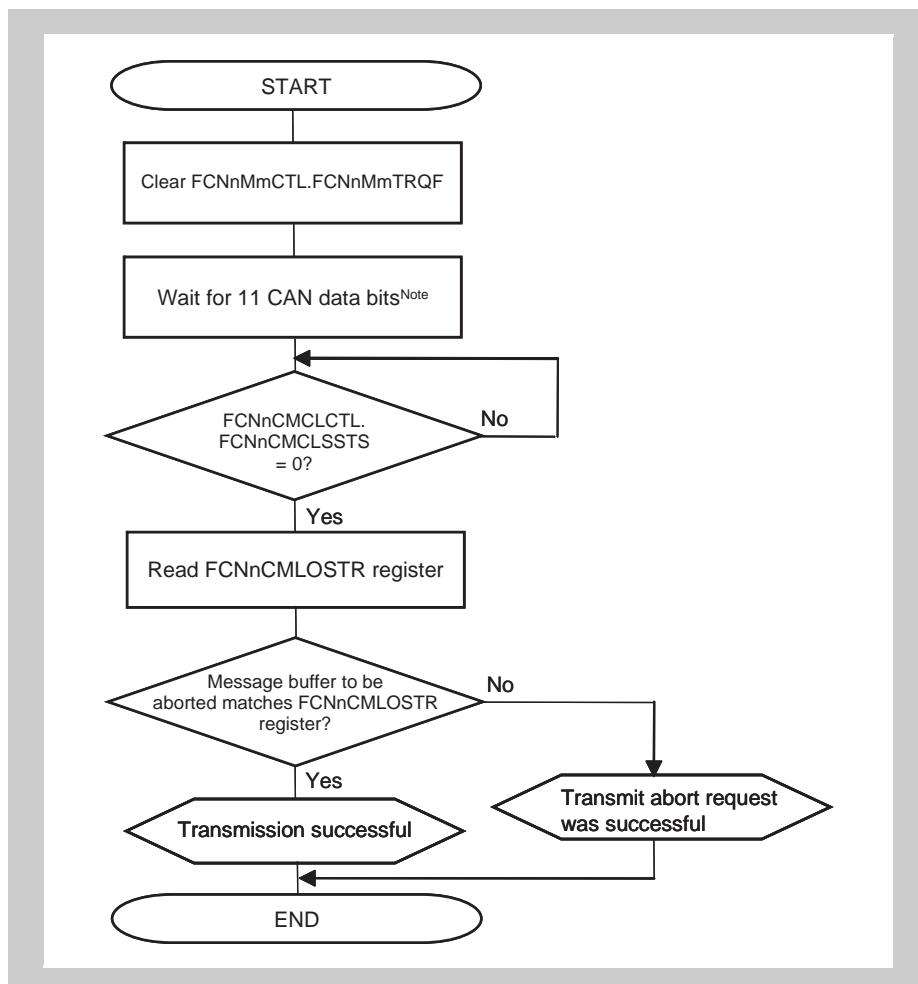 START
Clear FCNnMmCTL.FCNnMmTRQF
Wait for 11 CAN data bitsNote
FCNnCMCLCTL.
FCNnCMCLSSTS
= 0?
No
Yes
Read FCNnCMLOSTR register
Message buffer to be
aborted matches FCNnCMLOSTR
register?
No
Yes
Transmit abort request
was successful
Transmission successful
END